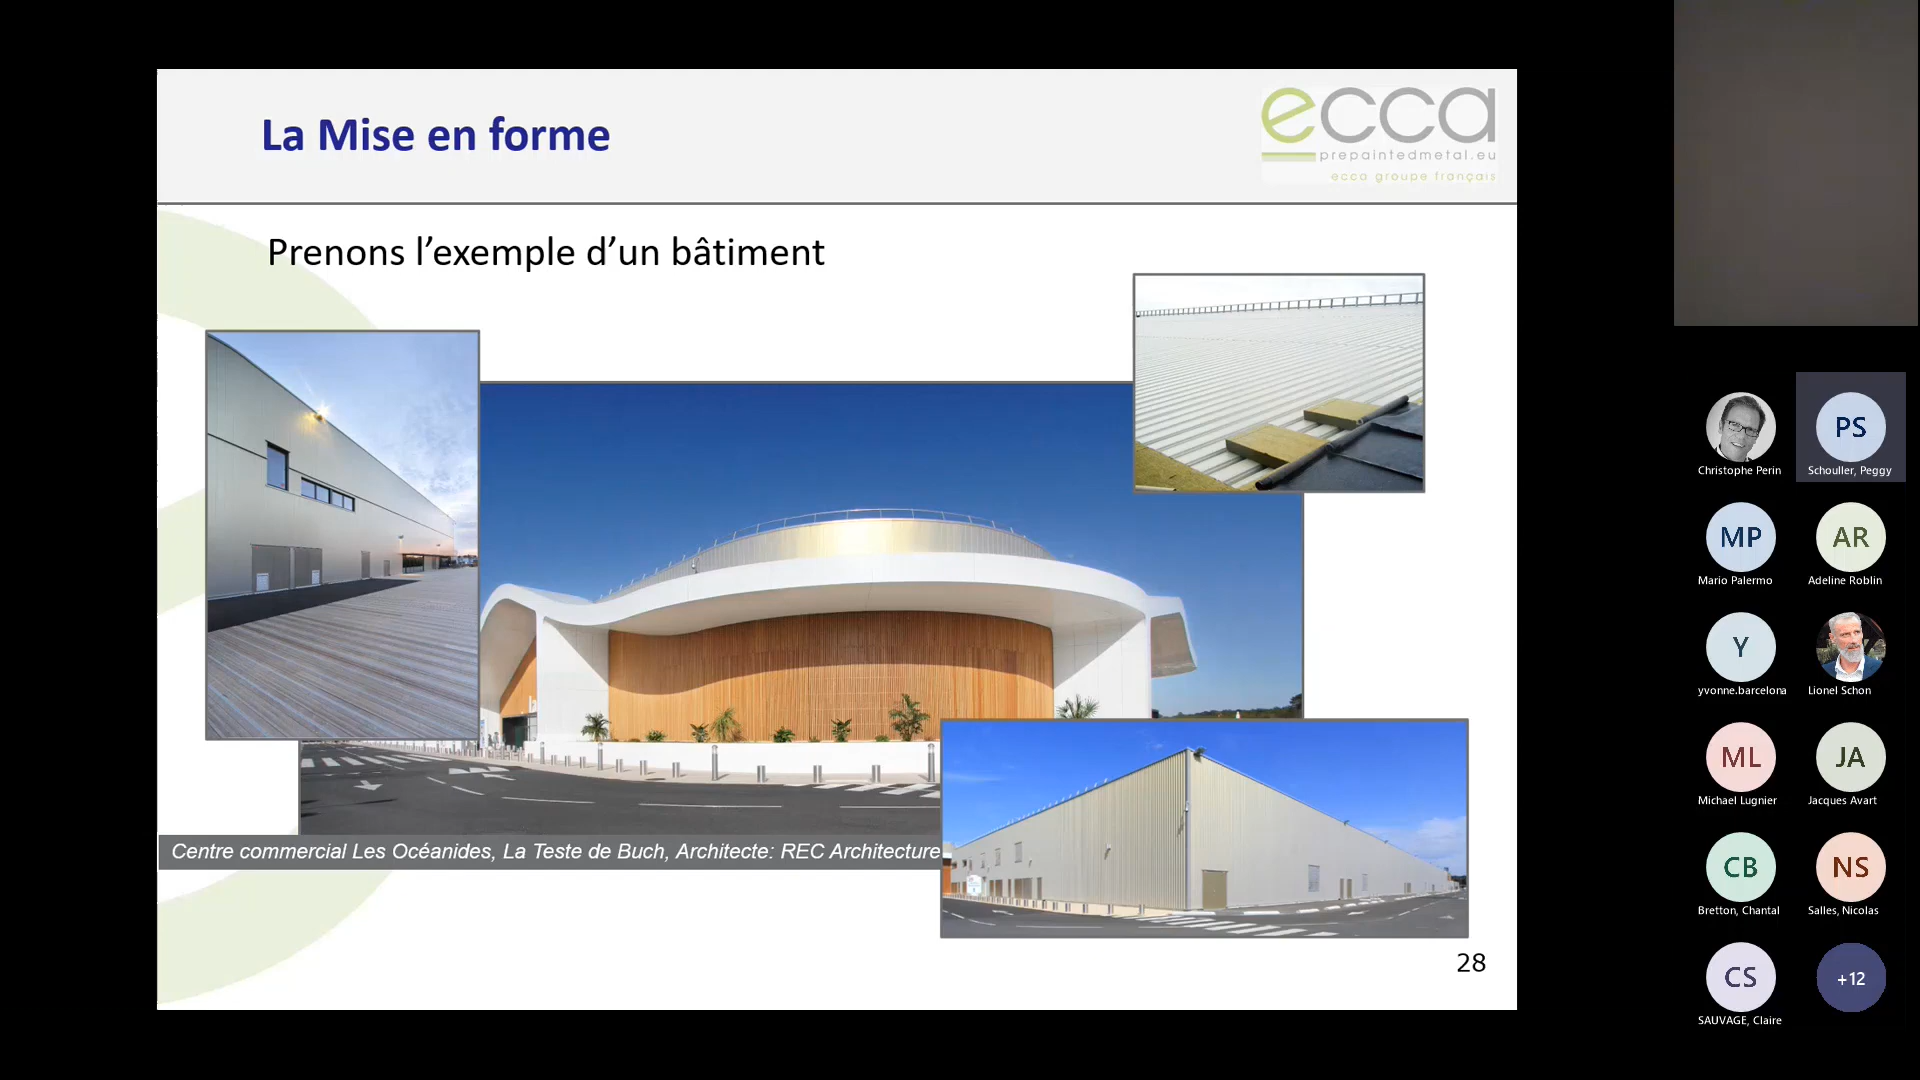 La Mise en forme
ecca
prepaintedmetal.eu
ecca groupe français
Prenons l’exemple d’un bâtiment
Centre commercial Les Océanides, La Teste de Buch, Architecte: REC Architecture
28
Christophe Perin
PS
Schouller, Peggy
MP
Mario Palermo
AR
Adeline Roblin
Y
yvonne.barcelona
Lionel Schon
ML
Michael Lugnier
JA
Jacques Avart
CB
Bretton, Chantal
NS
Salles, Nicolas
CS
SAUVAGE, Claire
+12